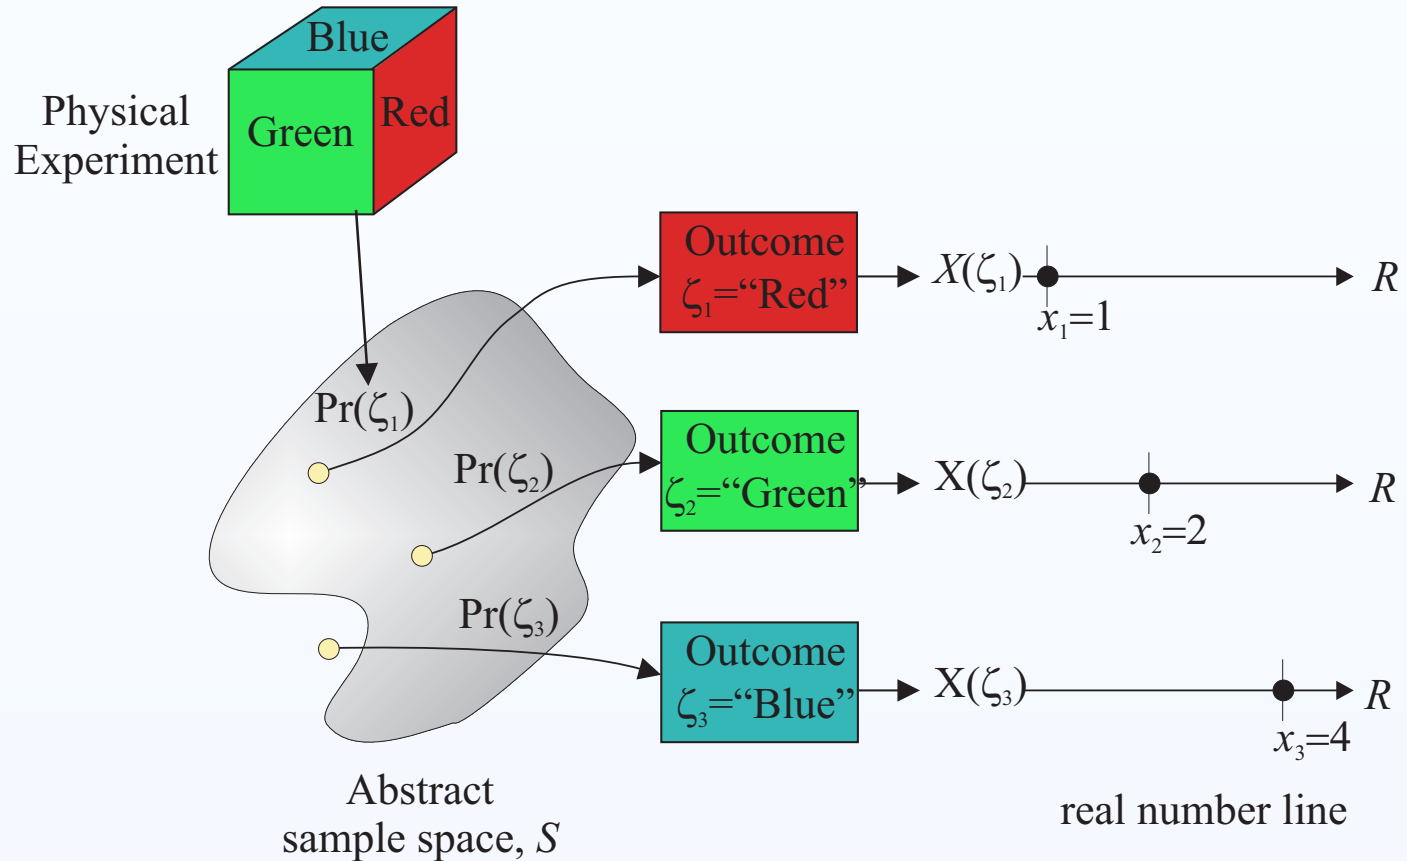 Blue
Green
Red
Physical
Experiment
Outcome
ζ₁=“Red”
X(ζ₁)
R
x₁=1
Pr(ζ₁)
Outcome
ζ₂=“Green”
Pr(ζ₂)
X(ζ₂)
R
x₂=2
Pr(ζ₃)
Outcome
ζ₃=“Blue”
X(ζ₃)
R
x₃=4
Abstract
sample space, S
real number line